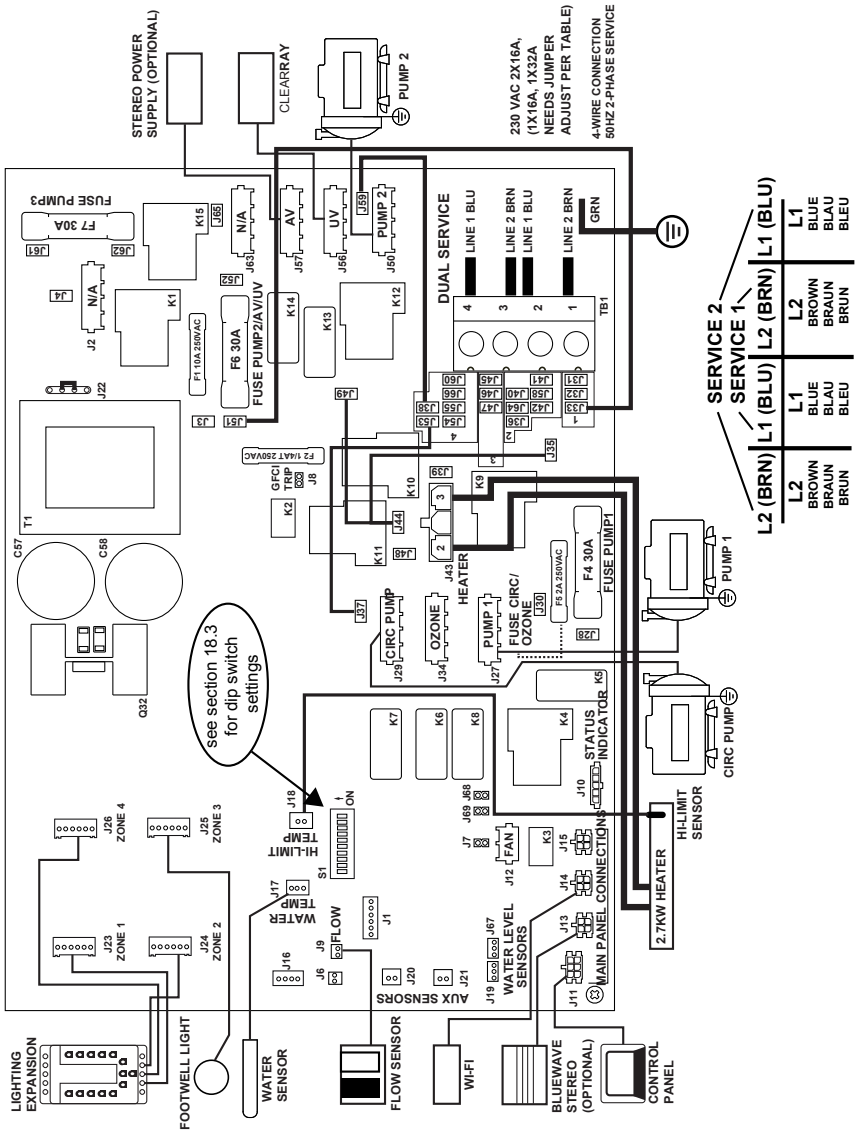 STEREO POWER
SUPPLY (OPTIONAL)
CLEARRAY
PUMP 2
230 VAC 2X16A,
(1X16A, 1X32A
NEEDS JUMPER
ADJUST PER TABLE)
4-WIRE CONNECTION
50HZ 2-PHASE SERVICE
FUSE PUMP3
F7 30A
J61
J62
K15
J65
N/A
J63
AV
J57
UV
J56
PUMP 2
J50
J59
J4
N/A
J2
K1
J52
F1 10A 250VAC
F6 30A
FUSE PUMP2/AV/UV
K14
K13
K12
J3
J51
J22
T1
C57
C58
Q32
DUAL SERVICE
LINE 1 BLU
LINE 2 BRN
LINE 1 BLU
LINE 2 BRN
GRN
4
3
2
1
TB1
J49
F2 1/4AT 250VAC
GFCI
TRIP
J8
K2
J60
J66
J55
J38
J54
J53
4
J45
J46
J47
3
J41
J40
J58
J64
J42
J36
2
J31
J32
J33
1
J35
J39
K10
K9
K11
J44
J48
3
2
J43
HEATER
J37
CIRC PUMP
J29
OZONE
J34
PUMP 1
J27
FUSE CIRC/
OZONE
J30
F5 2A 250VAC
F4 30A
FUSE PUMP1
J28
see section 18.3
for dip switch
settings
K7
K6
K8
K5
K4
STATUS
INDICATOR
J10
J18
HI-LIMIT
TEMP
S1
ON
J68
J69
J7
FAN
J12
K3
J15
J14
J13
J11
MAIN PANEL CONNECTIONS
J26
ZONE 4
J25
ZONE 3
J23
ZONE 1
J24
ZONE 2
J17
WATER
TEMP
J16
J9
FLOW
J6
J1
J20
J21
AUX SENSORS
J67
J19
WATER LEVEL
SENSORS
LIGHTING
EXPANSION
FOOTWELL LIGHT
WATER
SENSOR
FLOW SENSOR
WI-FI
BLUEWAVE
STEREO
(OPTIONAL)
CONTROL
PANEL
2.7KW HEATER
HI-LIMIT
SENSOR
CIRC PUMP
PUMP 1
SERVICE 2
SERVICE 1
L2 (BRN) L1 (BLU) L2 (BRN) L1 (BLU)
L2 L1 L2 L1
BROWN BLUE BROWN BLUE
BRAUN BLAU BRAUN BLAU
BRUN BLEU BRUN BLEU